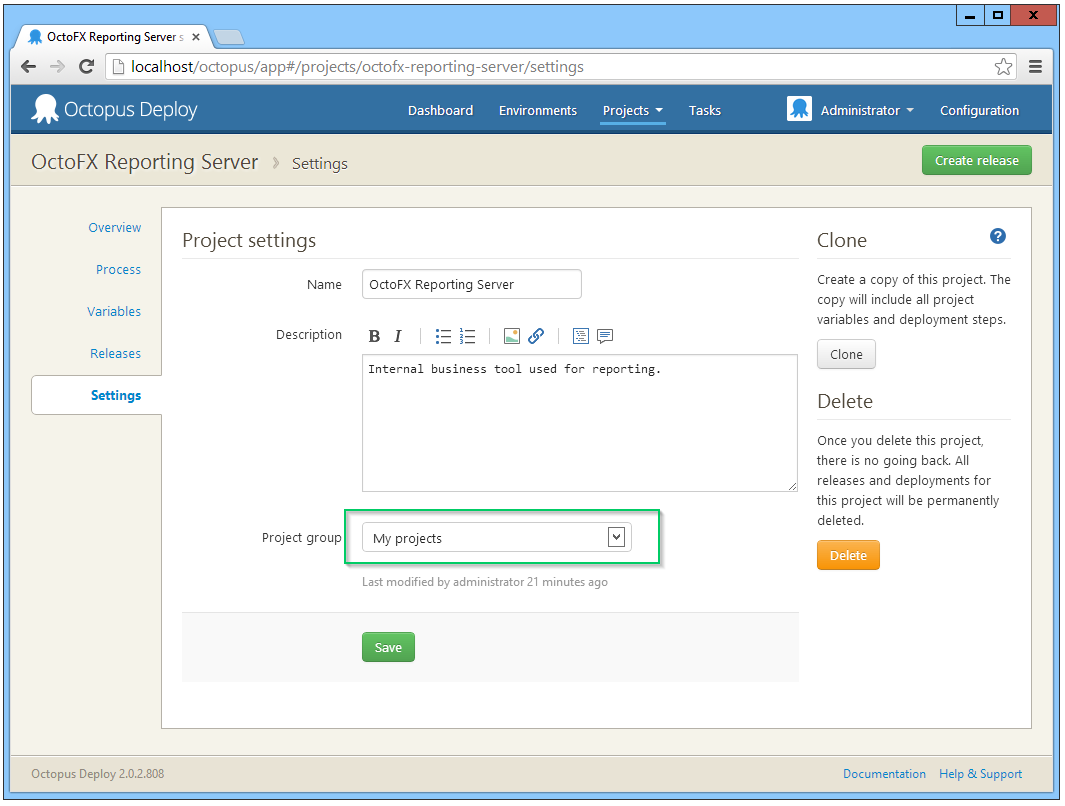 OctoFX Reporting Server s
localhost/octopus/app#/projects/octofx-reporting-server/settings
Octopus Deploy
Dashboard Environments Projects Tasks Administrator Configuration
OctoFX Reporting Server Settings Create release
Overview
Process
Variables
Releases
Settings
Project settings
Name OctoFX Reporting Server
Description B I
Internal business tool used for reporting.
Project group My projects
Last modified by administrator 21 minutes ago
Save
Clone ?
Create a copy of this project. The
copy will include all project
variables and deployment steps.
Clone
Delete
Once you delete this project,
there is no going back. All
releases and deployments for
this project will be permanently
deleted.
Delete
Octopus Deploy 2.0.2.808 Documentation Help & Support